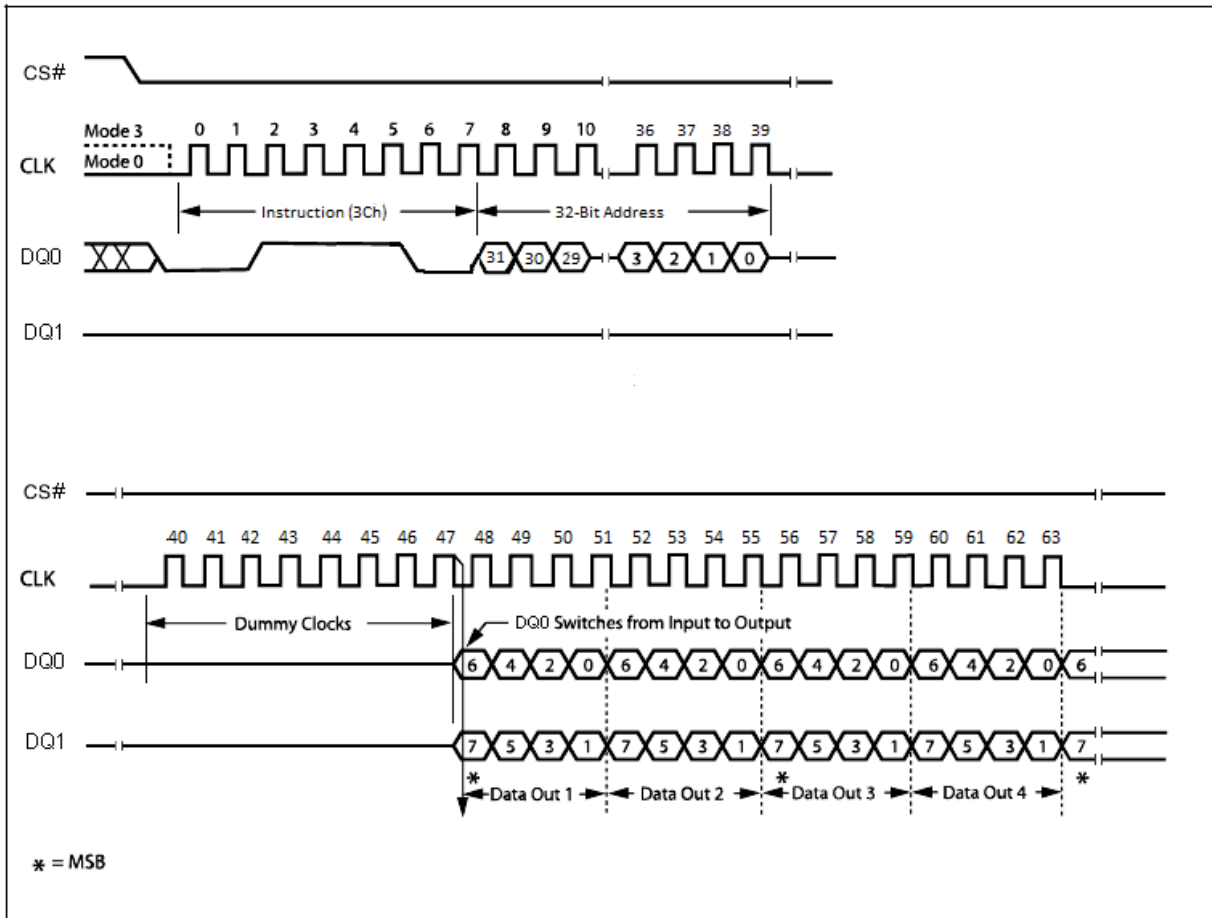 CS#
Mode 3 0 1 2 3 4 5 6 7 8 9 10 36 37 38 39
CLK Mode 0
Instruction (3Ch) 32-Bit Address
DQ0 31 30 29 3 2 1 0
DQ1
CS#
40 41 42 43 44 45 46 47 48 49 50 51 52 53 54 55 56 57 58 59 60 61 62 63
CLK
Dummy Clocks DQ0 Switches from Input to Output
DQ0 6 4 2 0 6 4 2 0 6 4 2 0 6 4 2 0 6
DQ1 7 5 3 1 7 5 3 1 7 5 3 1 7 5 3 1 7
* * *
Data Out 1 Data Out 2 Data Out 3 Data Out 4
* = MSB